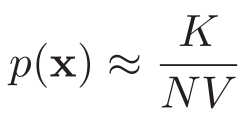 p(𝐱) ≈ K/(NV)